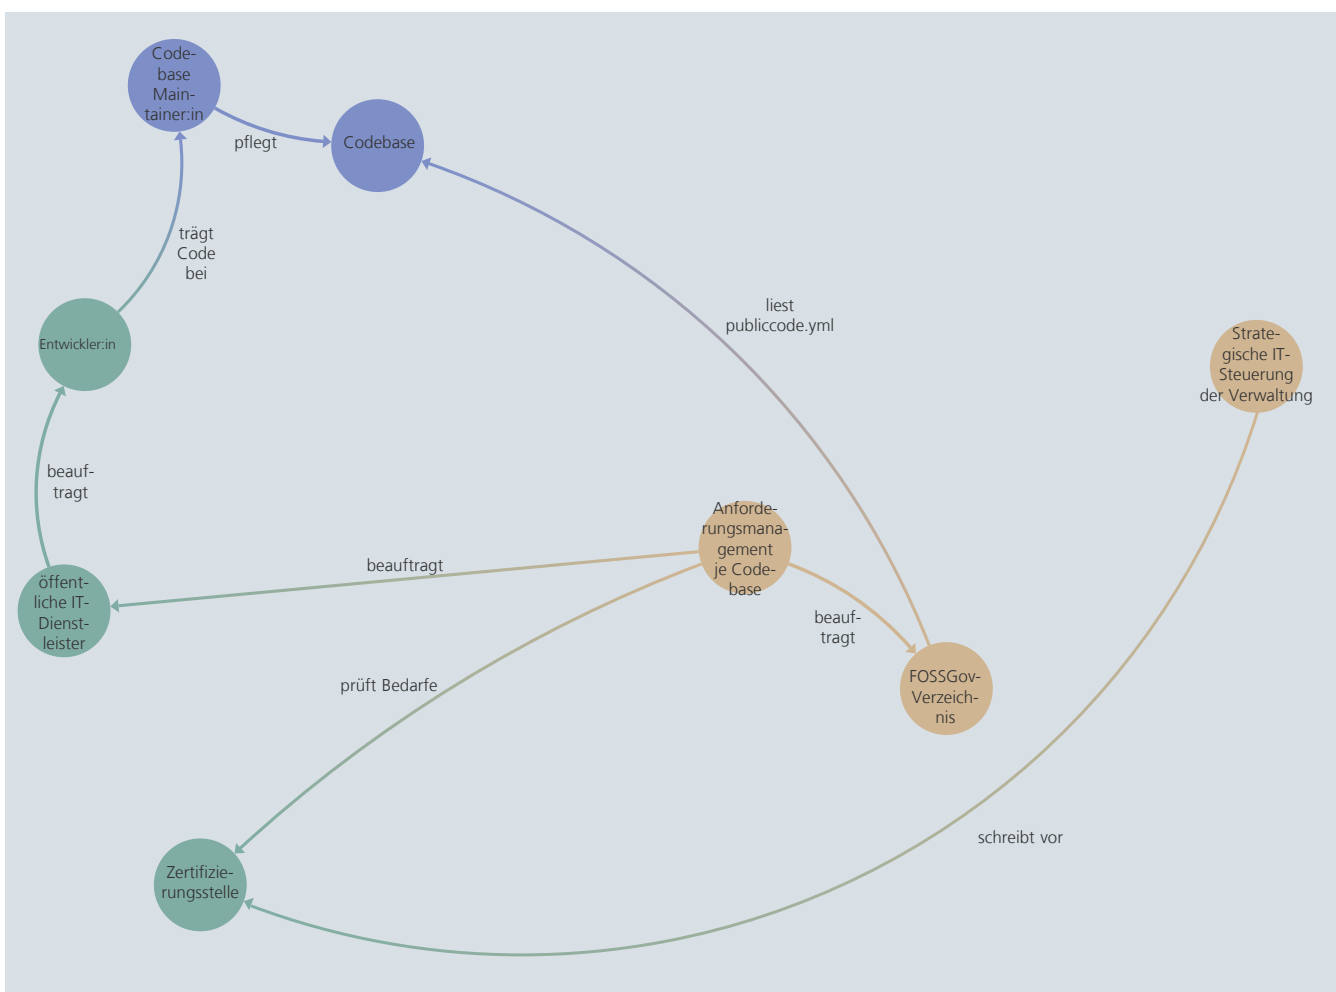 Code-
base
Main-
tainer:in
pflegt
Codebase
trägt
Code
bei
Entwickler:in
liest
publiccode.yml
Strate-
gische IT-
Steuerung
der Verwaltung
beauf-
tragt
Anforde-
rungsmana-
gement
je Code-
base
beauftragt
öffent-
liche IT-
Dienst-
leister
beauf-
tragt
prüft Bedarfe
FOSSGov-
Verzeich-
nis
schreibt vor
Zertifizie-
rungsstelle